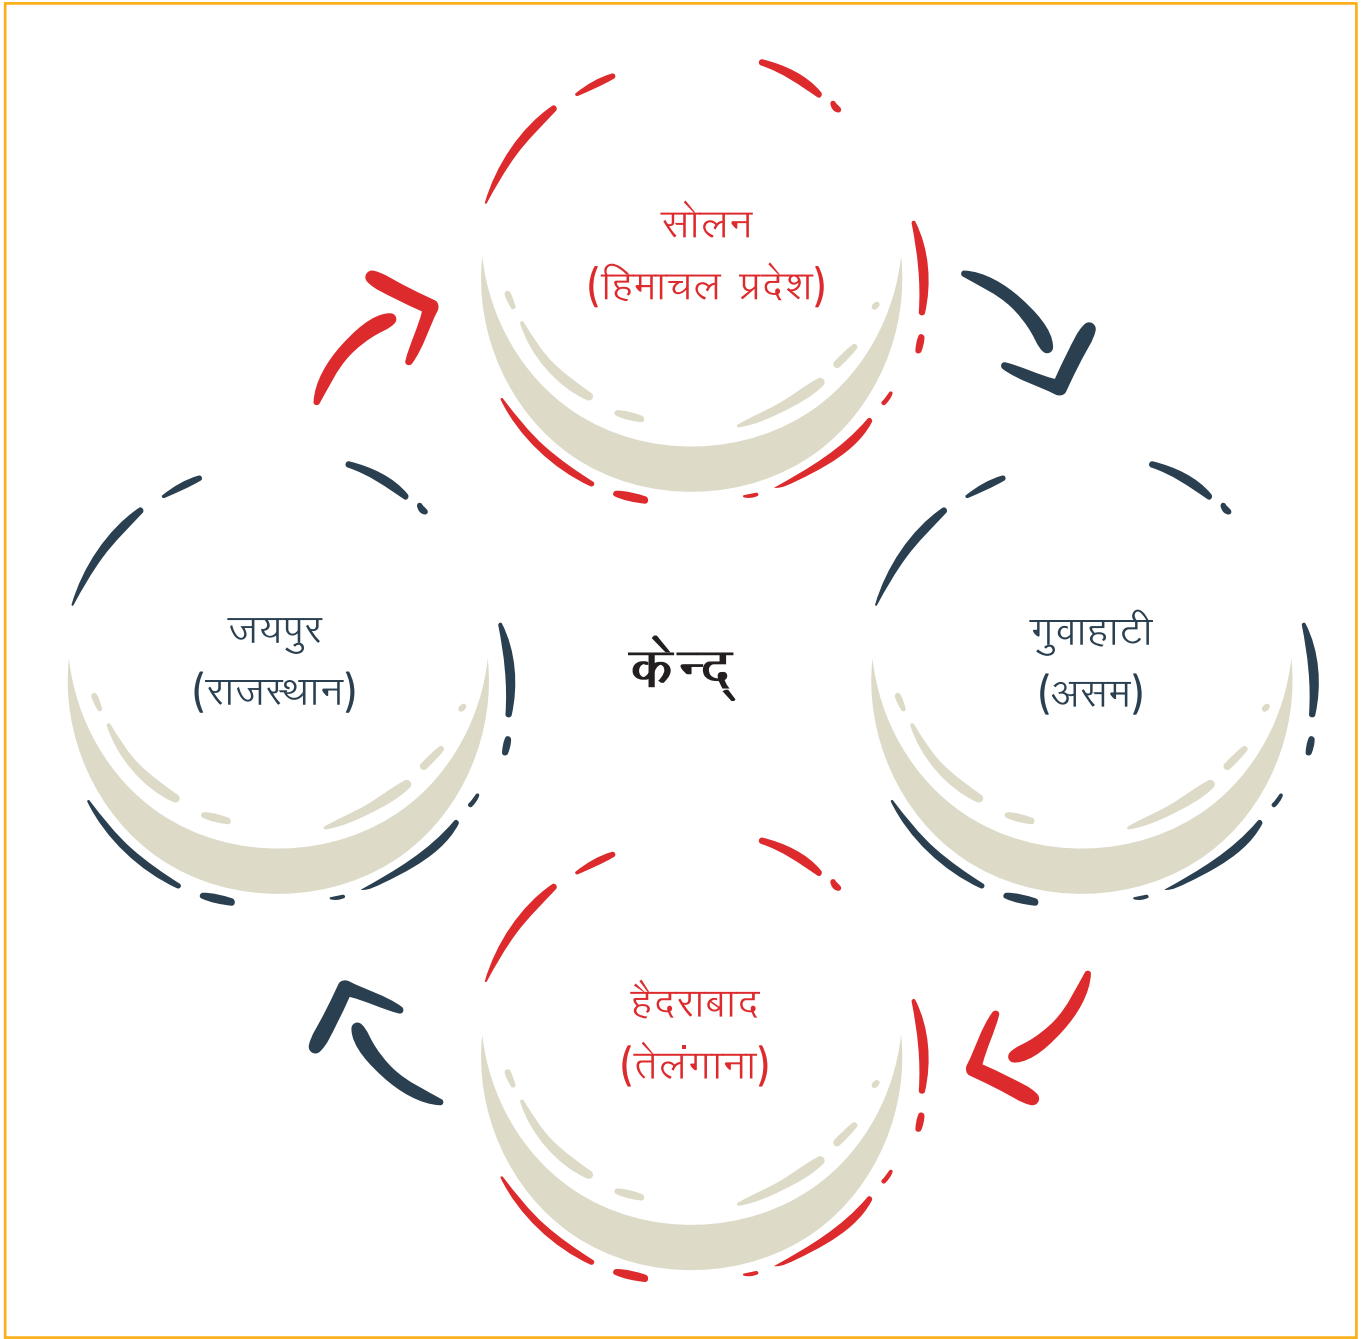 सोलन
(हिमाचल प्रदेश)
जयपुर
(राजस्थान)
केन्द्
गुवाहाटी
(असम)
हैदराबाद
(तेलंगाना)